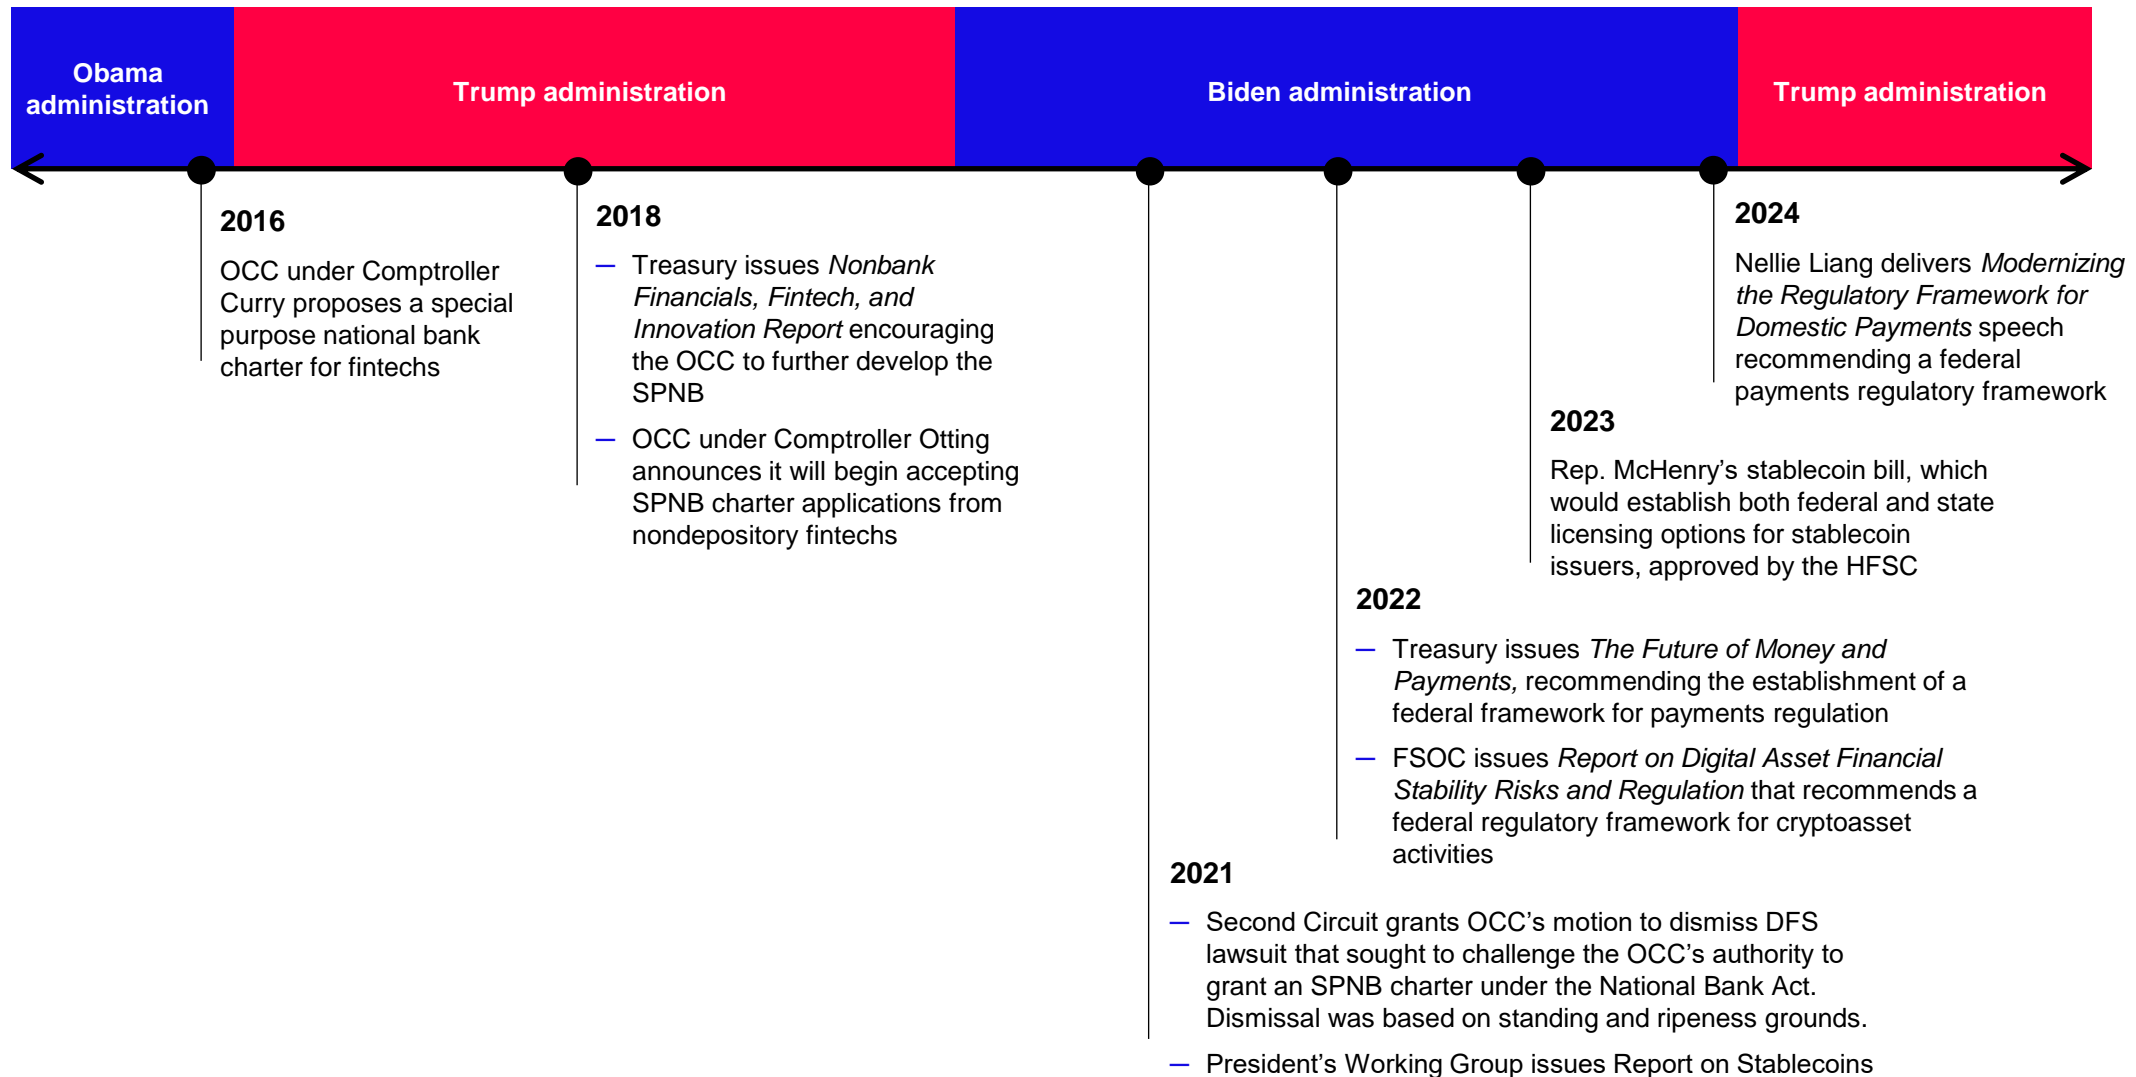 Obama
administration
Trump administration
Biden administration
Trump administration
2016
OCC under Comptroller
Curry proposes a special
purpose national bank
charter for fintechs
2018
— Treasury issues Nonbank
Financials, Fintech, and
Innovation Report encouraging
the OCC to further develop the
SPNB
— OCC under Comptroller Otting
announces it will begin accepting
SPNB charter applications from
nondepository fintechs
2024
Nellie Liang delivers Modernizing
the Regulatory Framework for
Domestic Payments speech
recommending a federal
payments regulatory framework
2023
Rep. McHenry’s stablecoin bill, which
would establish both federal and state
licensing options for stablecoin
issuers, approved by the HFSC
2022
— Treasury issues The Future of Money and
Payments, recommending the establishment of a
federal framework for payments regulation
— FSOC issues Report on Digital Asset Financial
Stability Risks and Regulation that recommends a
federal regulatory framework for cryptoasset
activities
2021
— Second Circuit grants OCC’s motion to dismiss DFS
lawsuit that sought to challenge the OCC’s authority to
grant an SPNB charter under the National Bank Act.
Dismissal was based on standing and ripeness grounds.
— President’s Working Group issues Report on Stablecoins